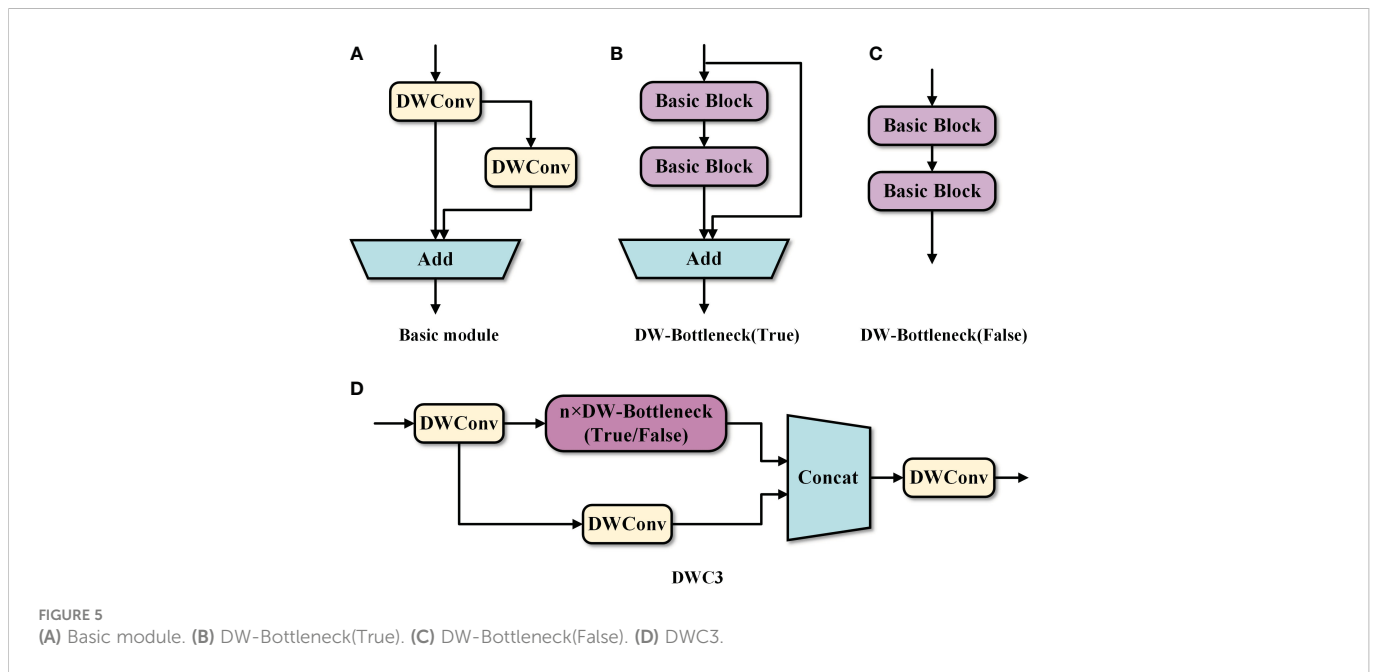 A
DWConv
DWConv
Add
Basic module
B
Basic Block
Basic Block
Add
DW-Bottleneck(True)
C
Basic Block
Basic Block
DW-Bottleneck(False)
D
DWConv
n×DW-Bottleneck
(True/False)
DWConv
Concat
DWConv
DWC3
FIGURE 5
(A) Basic module. (B) DW-Bottleneck(True). (C) DW-Bottleneck(False). (D) DWC3.